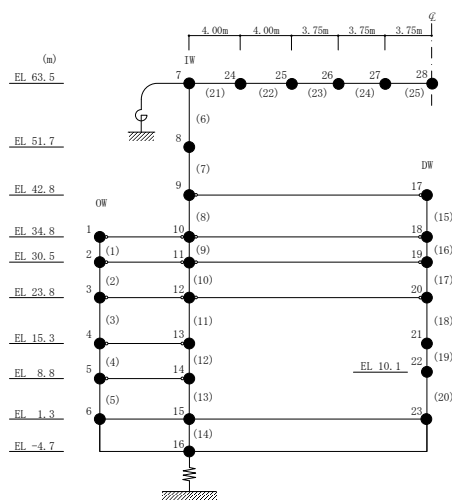 4.00m 4.00m 3.75m 3.75m 3.75m ℄
(m) IW
EL 63.5 7 24 25 26 27 28
(21) (22) (23) (24) (25)
(6)
EL 51.7 8
(7) DW
EL 42.8 9 17
OW (8) (15)
EL 34.8 1 10 18
(1) (9) (16)
EL 30.5 2 11 19
(2) (10) (17)
EL 23.8 3 12 20
(3) (11) (18)
EL 15.3 4 13 21
(4) (12) (19)
EL 10.1 22
EL 8.8 5 14
(5) (13) (20)
EL 1.3 6 15 23
(14)
EL -4.7 16